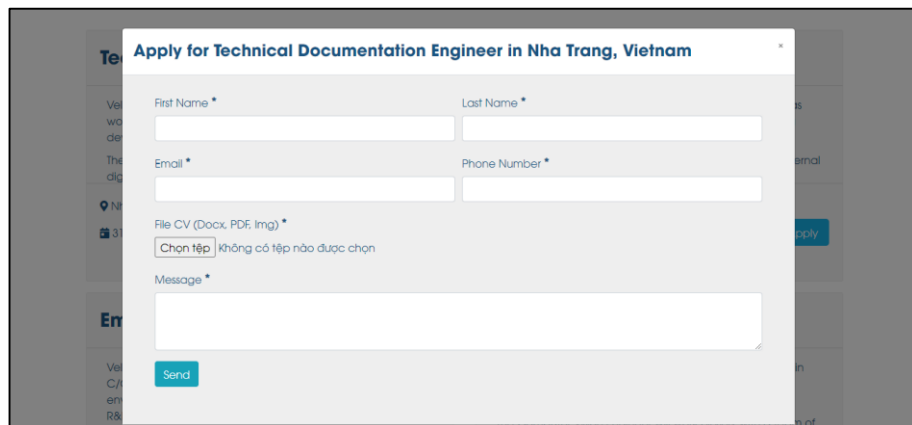 Apply for Technical Documentation Engineer in Nha Trang, Vietnam
×
First Name *
Last Name *
Email *
Phone Number *
File CV (Docx, PDF, Img) *
Chọn tệp Không có tệp nào được chọn
Message *
Send